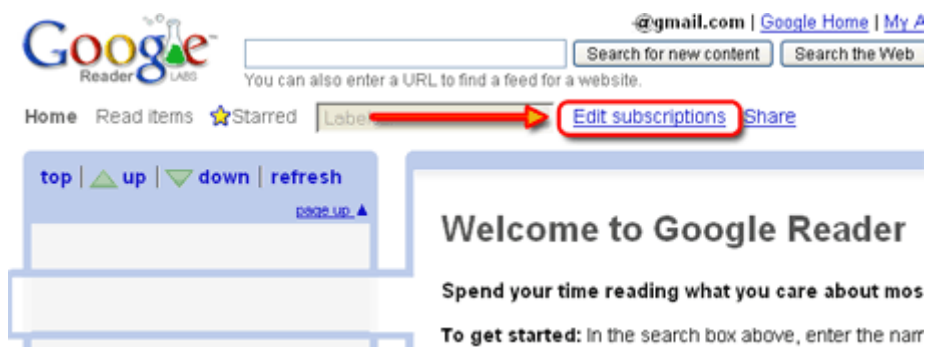 @gmail.com | Google Home | My A
Google
Reader LABS
Search for new content Search the Web
You can also enter a URL to find a feed for a website.
Home Read items Starred Label Edit subscriptions Share
top | up | down | refresh
page up
Welcome to Google Reader
Spend your time reading what you care about mos
To get started: In the search box above, enter the nam